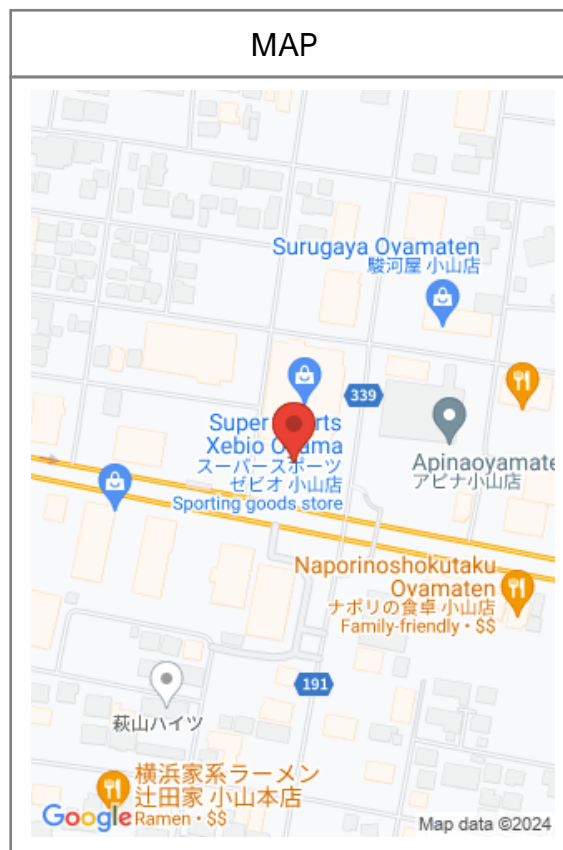 MAP
Surugaya Oyamaten
駿河屋 小山店
339
Super
Xebio
スーパースポーツ
ゼビオ 小山店
Sporting goods store
Apinaoyamate
アピナ小山店
Naporinoshokutaku
Oyamaten
ナポリの食卓 小山店
Family-friendly • $$
191
萩山ハイツ
横浜家系ラーメン
辻田家 小山本店
Ramen • $$
Google
Map data ©2024